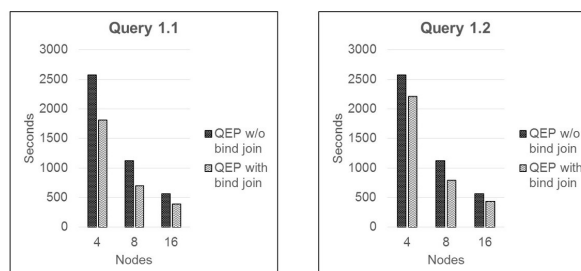 Query 1.1
3000
2500
2000
1500
1000
500
0
Seconds
4 8 16
Nodes
QEP w/o
bind join
QEP with
bind join
Query 1.2
3000
2500
2000
1500
1000
500
0
Seconds
4 8 16
Nodes
QEP w/o
bind join
QEP with
bind join